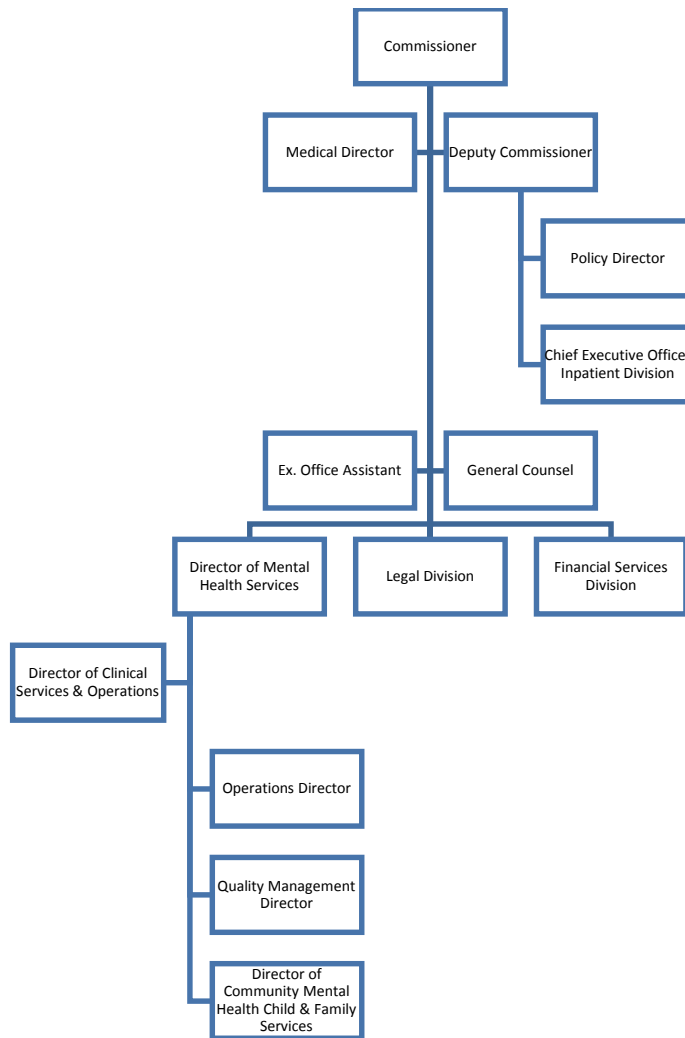 Commissioner
Medical Director
Deputy Commissioner
Policy Director
Chief Executive Office
Inpatient Division
Ex. Office Assistant
General Counsel
Director of Mental
Health Services
Legal Division
Financial Services
Division
Director of Clinical
Services & Operations
Operations Director
Quality Management
Director
Director of
Community Mental
Health Child & Family
Services